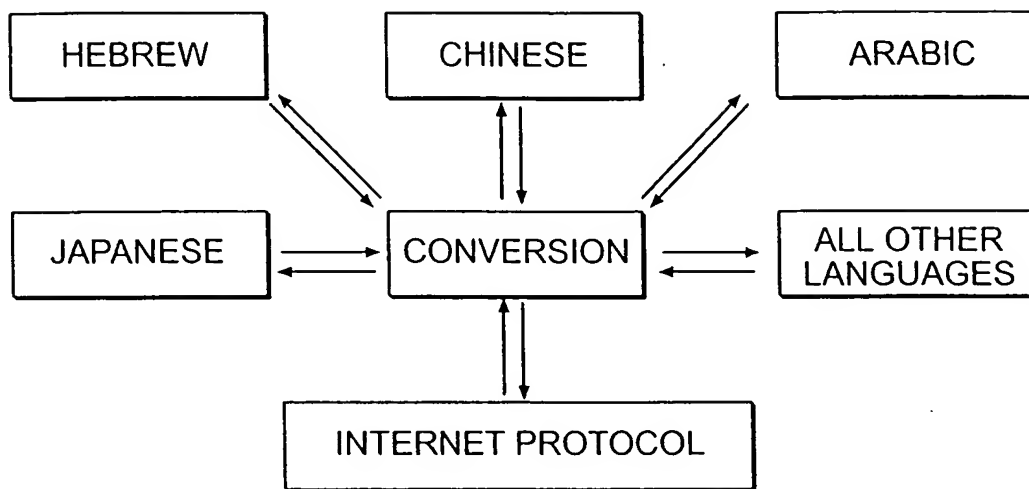 HEBREW
CHINESE
ARABIC
JAPANESE
CONVERSION
ALL OTHER
LANGUAGES
INTERNET PROTOCOL